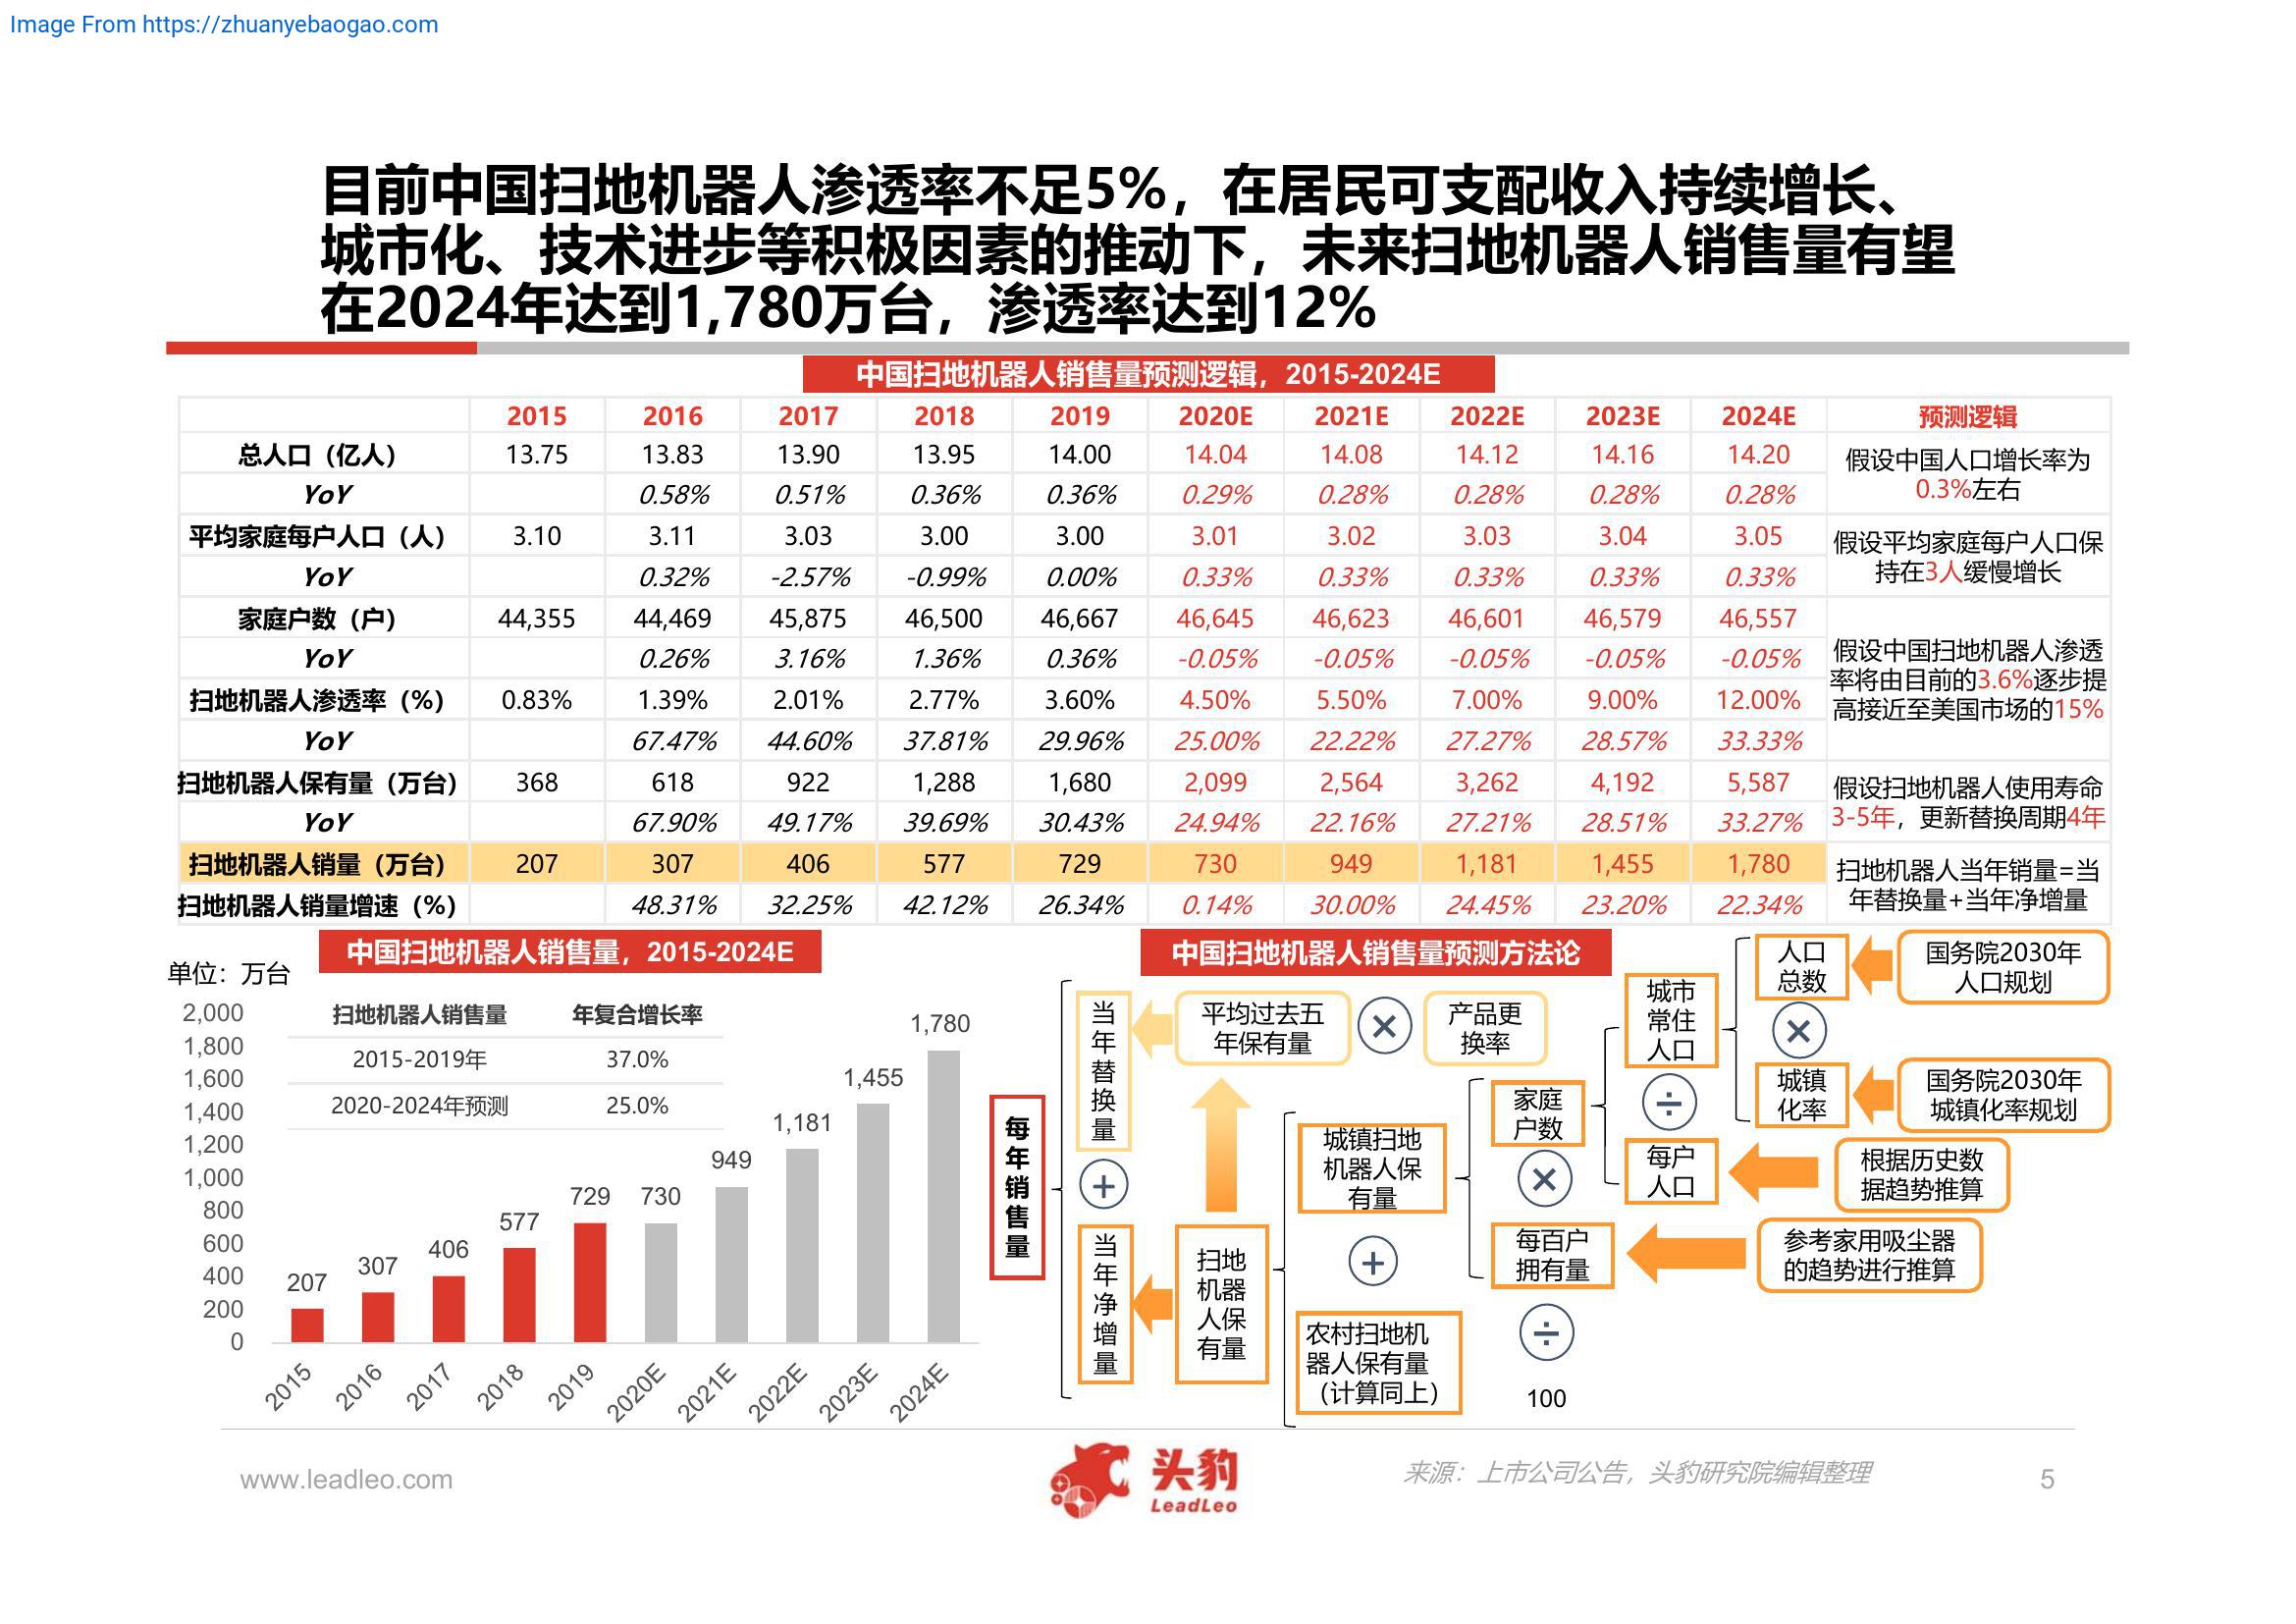 Image From https://zhuanyebaogao.com
目前中国扫地机器人渗透率不足5%，在居民可支配收入持续增长、
城市化、技术进步等积极因素的推动下，未来扫地机器人销售量有望
在2024年达到1,780万台，渗透率达到12%
中国扫地机器人销售量预测逻辑，2015-2024E
2015 2016 2017 2018 2019 2020E 2021E 2022E 2023E 2024E 预测逻辑
总人口（亿人） 13.75 13.83 13.90 13.95 14.00 14.04 14.08 14.12 14.16 14.20
YoY 0.58% 0.51% 0.36% 0.36% 0.29% 0.28% 0.28% 0.28% 0.28%
假设中国人口增长率为
0.3%左右
平均家庭每户人口（人） 3.10 3.11 3.03 3.00 3.00 3.01 3.02 3.03 3.04 3.05
YoY 0.32% -2.57% -0.99% 0.00% 0.33% 0.33% 0.33% 0.33% 0.33%
假设平均家庭每户人口保
持在3人缓慢增长
家庭户数（户） 44,355 44,469 45,875 46,500 46,667 46,645 46,623 46,601 46,579 46,557
YoY 0.26% 3.16% 1.36% 0.36% -0.05% -0.05% -0.05% -0.05% -0.05%
扫地机器人渗透率（%） 0.83% 1.39% 2.01% 2.77% 3.60% 4.50% 5.50% 7.00% 9.00% 12.00%
YoY 67.47% 44.60% 37.81% 29.96% 25.00% 22.22% 27.27% 28.57% 33.33%
假设中国扫地机器人渗透
率将由目前的3.6%逐步提
高接近至美国市场的15%
扫地机器人保有量（万台） 368 618 922 1,288 1,680 2,099 2,564 3,262 4,192 5,587
YoY 67.90% 49.17% 39.69% 30.43% 24.94% 22.16% 27.21% 28.51% 33.27%
假设扫地机器人使用寿命
3-5年，更新替换周期4年
扫地机器人销量（万台） 207 307 406 577 729 730 949 1,181 1,455 1,780
扫地机器人销量增速（%） 48.31% 32.25% 42.12% 26.34% 0.14% 30.00% 24.45% 23.20% 22.34%
扫地机器人当年销量=当
年替换量+当年净增量
中国扫地机器人销售量，2015-2024E
单位：万台
扫地机器人销售量 年复合增长率
2015-2019年 37.0%
2020-2024年预测 25.0%
2,000
1,800
1,600
1,400
1,200
1,000
800
600
400
200
0
207 307 406 577 729 730 949 1,181 1,455 1,780
2015 2016 2017 2018 2019 2020E 2021E 2022E 2023E 2024E
中国扫地机器人销售量预测方法论
每年销售量
当年替换量
+
当年净增量
平均过去五
年保有量
×
产品更
换率
扫地
机器
人保
有量
城镇扫地
机器人保
有量
+
农村扫地机
器人保有量
（计算同上）
家庭
户数
×
每百户
拥有量
÷
100
城市
常住
人口
÷
每户
人口
人口
总数
×
城镇
化率
国务院2030年
人口规划
国务院2030年
城镇化率规划
根据历史数
据趋势推算
参考家用吸尘器
的趋势进行推算
www.leadleo.com
头豹
LeadLeo
来源：上市公司公告，头豹研究院编辑整理
5